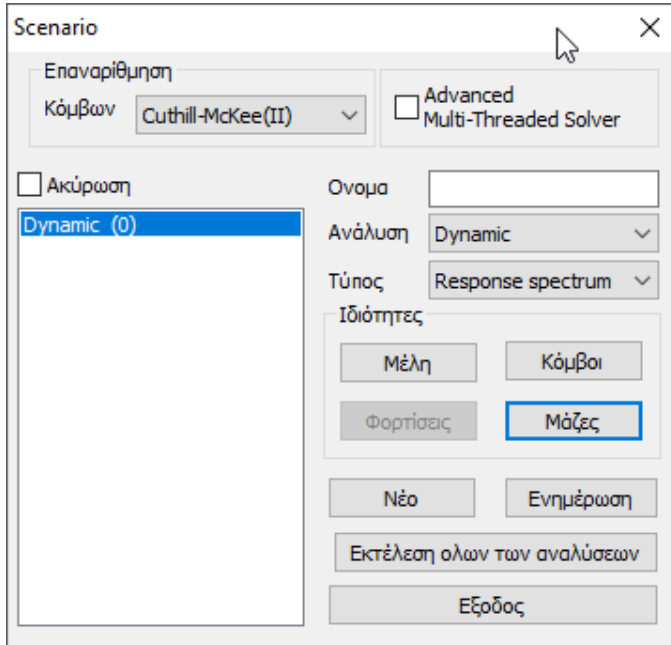 Scenario
Επαναρίθμηση
Κόμβων
Cuthill-McKee(II)
Advanced
Multi-Threaded Solver
Ακύρωση
Dynamic (0)
Ονομα
Ανάλυση
Dynamic
Τύπος
Response spectrum
Ιδιότητες
Μέλη
Κόμβοι
Φορτίσεις
Μάζες
Νέο
Ενημέρωση
Εκτέλεση ολων των αναλύσεων
Εξοδος